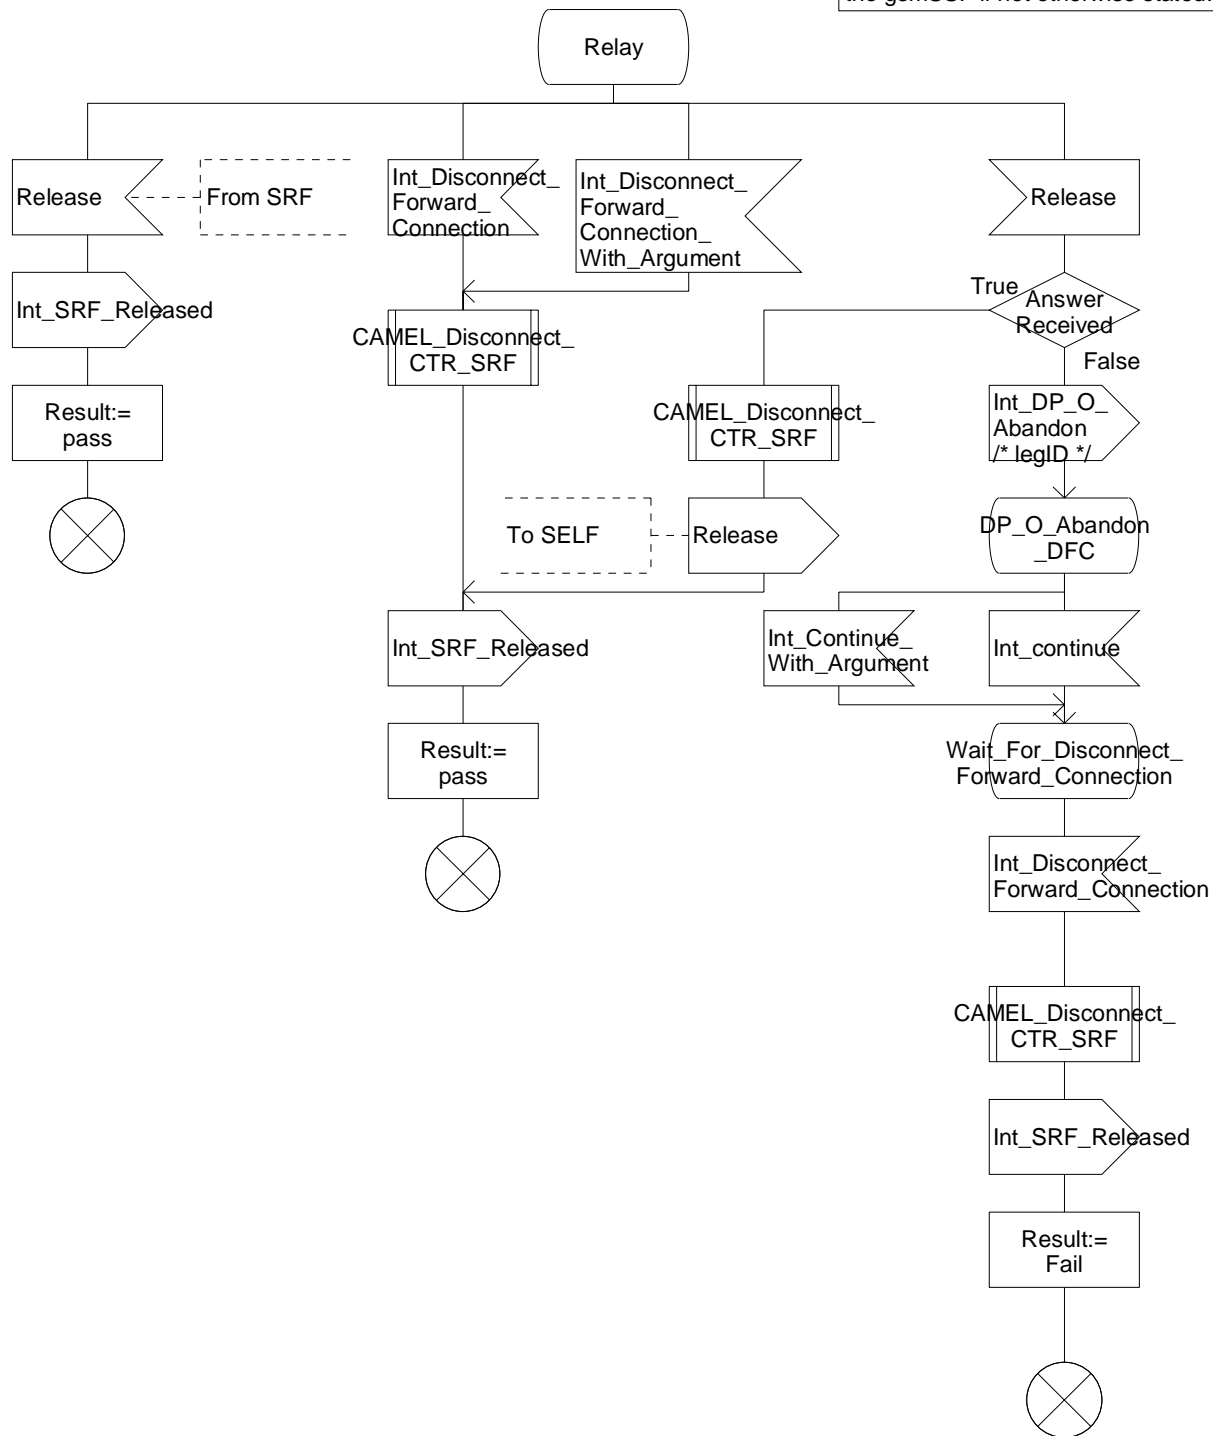 the gsmSSF if not otherwise stated.
Relay
Release
From SRF
Int_Disconnect_
Forward_
Connection
Int_Disconnect_
Forward_
Connection_
With_Argument
Release
Int_SRF_Released
CAMEL_Disconnect_
CTR_SRF
True
Answer
Received
False
Result:=
pass
CAMEL_Disconnect_
CTR_SRF
Int_DP_O_
Abandon
/* legID */
To SELF
Release
DP_O_Abandon
_DFC
Int_SRF_Released
Int_Continue_
With_Argument
Int_continue
Result:=
pass
Wait_For_Disconnect_
Forward_Connection
Int_Disconnect_
Forward_Connection
CAMEL_Disconnect_
CTR_SRF
Int_SRF_Released
Result:=
Fail